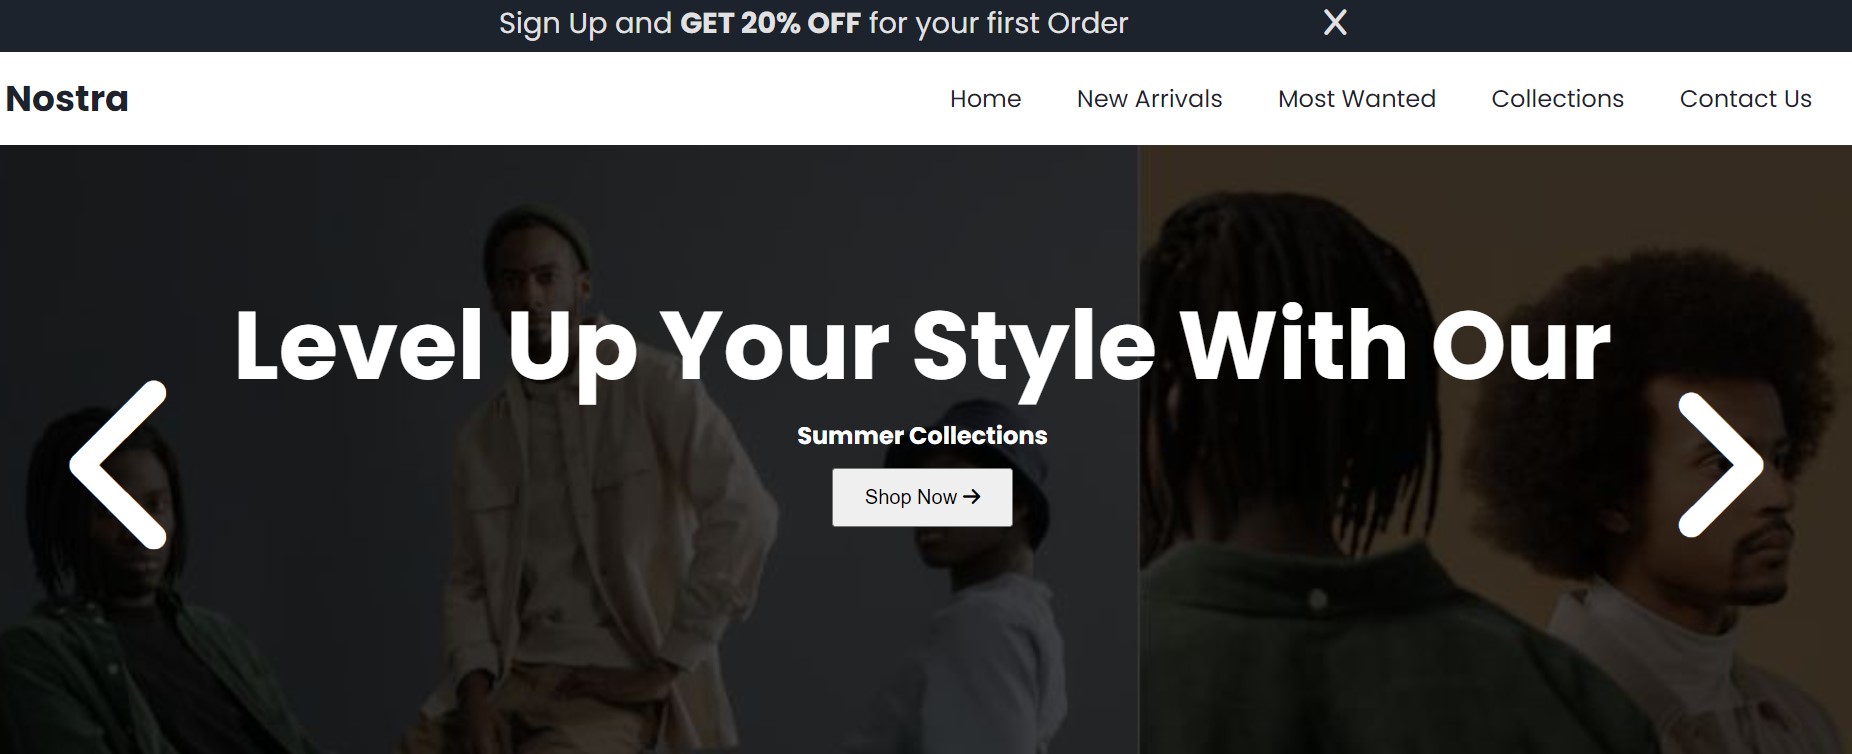 Sign Up and GET 20% OFF for your first Order X
Nostra Home New Arrivals Most Wanted Collections Contact Us
Level Up Your Style With Our
Summer Collections
Shop Now →